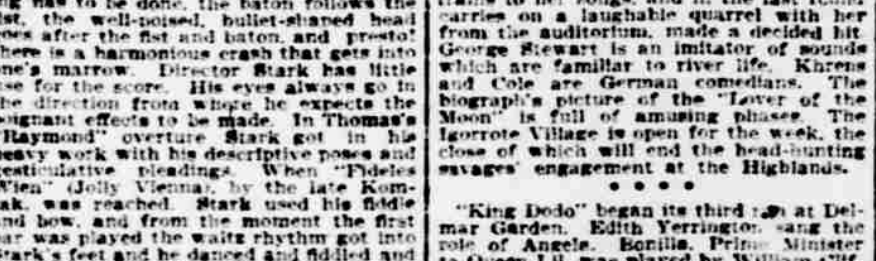 ing has to be done, the baton follows the
fist, the well-poised, bullet-shaped head
goes after the fist and baton, and presto!
there is a harmonious crash that gets into
one's marrow. Director Stark has little
use for the score. His eyes always go in
the direction from where he expects the
poignant effects to be made. In Thomas's
"Raymond" overture Stark got in his
heavy work with his descriptive poses and
gesticulative pleadings. When "Fideles
Wien" (Jolly Vienna), by the late Kom-
zak, was reached, Stark used his fiddle
and bow, and from the moment the first
bar was played the waltz rhythm got into
Stark's feet and he danced and fiddled and
carries on a laughable quarrel with her
from the auditorium, made a decided hit.
George Stewart is an imitator of sounds
which are familiar to river life. Khrens
and Cole are German comedians. The
biograph's picture of the "Lover of the
Moon" is full of amusing phases. The
Igorrote Village is open for the week, the
close of which will end the head-hunting
savages' engagement at the Highlands.
• • • •
"King Dodo" began its third run at Del-
mar Garden. Edith Yerrington sang the
role of Angela. Bonilla, Prime Minister